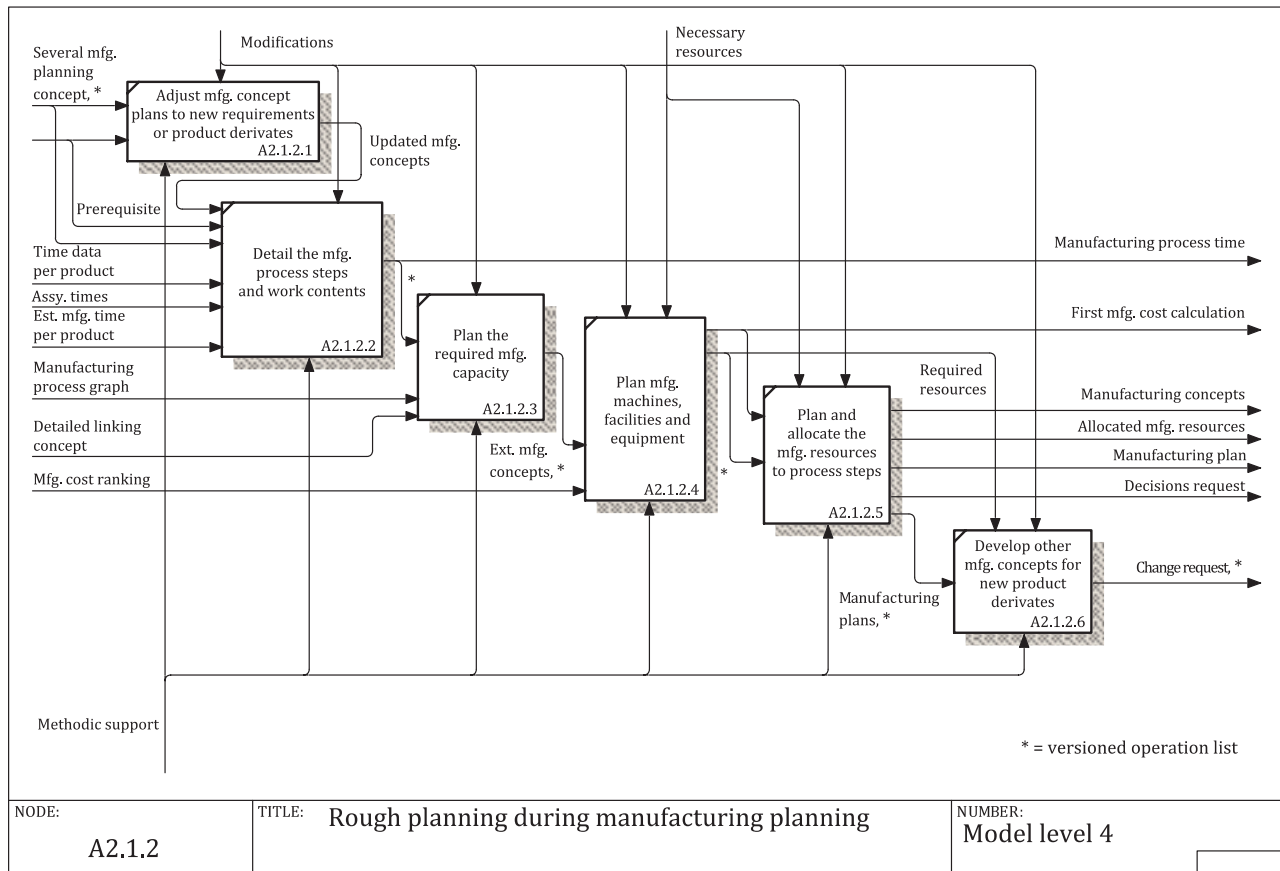 Modifications
Necessary
resources
Several mfg.
planning
concept, *
Adjust mfg. concept
plans to new requirements
or product derivates
A2.1.2.1
Updated mfg.
concepts
Prerequisite
Time data
per product
Assy. times
Est. mfg. time
per product
Detail the mfg.
process steps
and work contents
A2.1.2.2
*
Manufacturing process time
First mfg. cost calculation
Manufacturing
process graph
Detailed linking
concept
Mfg. cost ranking
Plan the
required mfg.
capacity
A2.1.2.3
Ext. mfg.
concepts, *
Plan mfg.
machines,
facilities and
equipment
A2.1.2.4
*
Required
resources
Plan and
allocate the
mfg. resources
to process steps
A2.1.2.5
Manufacturing concepts
Allocated mfg. resources
Manufacturing plan
Decisions request
Manufacturing
plans, *
Develop other
mfg. concepts for
new product
derivates
A2.1.2.6
Change request, *
Methodic support
* = versioned operation list
NODE:
A2.1.2
TITLE: Rough planning during manufacturing planning
NUMBER:
Model level 4